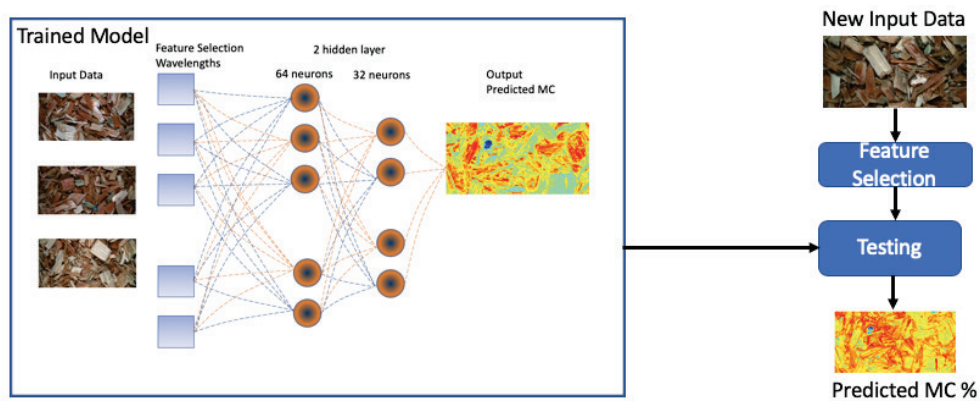 Trained Model
Input Data
Feature Selection
Wavelengths
2 hidden layer
64 neurons
32 neurons
Output
Predicted MC
New Input Data
Feature
Selection
Testing
Predicted MC %